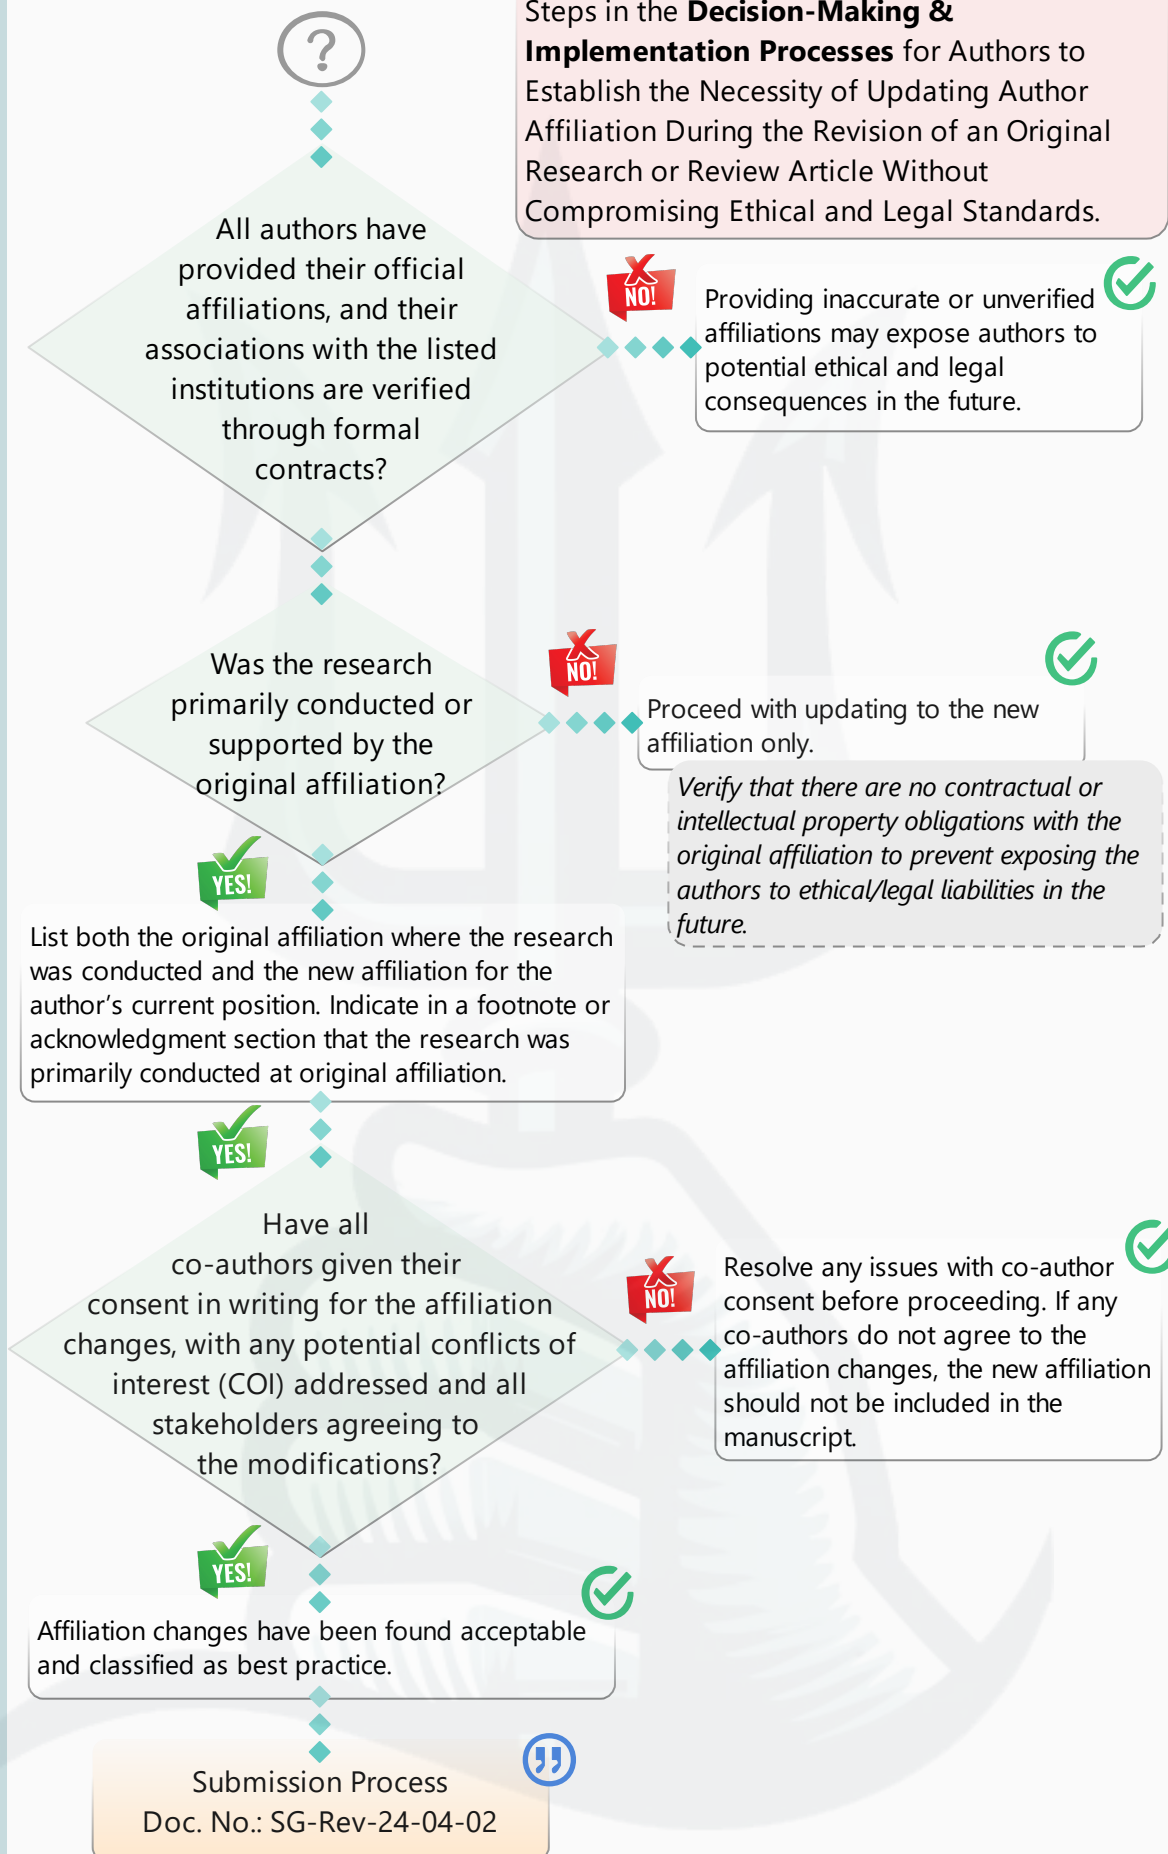 ?
Steps in the Decision-Making &
Implementation Processes for Authors to
Establish the Necessity of Updating Author
Affiliation During the Revision of an Original
Research or Review Article Without
Compromising Ethical and Legal Standards.
All authors have
provided their official
affiliations, and their
associations with the listed
institutions are verified
through formal
contracts?
NO!
Providing inaccurate or unverified
affiliations may expose authors to
potential ethical and legal
consequences in the future.
Was the research
primarily conducted or
supported by the
original affiliation?
NO!
Proceed with updating to the new
affiliation only.
Verify that there are no contractual or
intellectual property obligations with the
original affiliation to prevent exposing the
authors to ethical/legal liabilities in the
future.
YES!
List both the original affiliation where the research
was conducted and the new affiliation for the
author's current position. Indicate in a footnote or
acknowledgment section that the research was
primarily conducted at original affiliation.
YES!
Have all
co-authors given their
consent in writing for the affiliation
changes, with any potential conflicts of
interest (COI) addressed and all
stakeholders agreeing to
the modifications?
NO!
Resolve any issues with co-author
consent before proceeding. If any
co-authors do not agree to the
affiliation changes, the new affiliation
should not be included in the
manuscript.
YES!
Affiliation changes have been found acceptable
and classified as best practice.
Submission Process
Doc. No.: SG-Rev-24-04-02